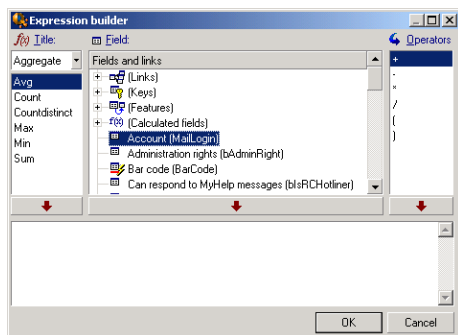 Expression builder
f(x) Title:
Field:
Operators
Aggregate
Fields and links
+
Avg
(Links)
-
Count
(Keys)
*
Countdistinct
(Features)
/
Max
f(x) (Calculated fields)
(
Min
Account (MailLogin)
)
Sum
Administration rights (bAdminRight)
Bar code (BarCode)
Can respond to MyHelp messages (bIsRCHotliner)
OK
Cancel